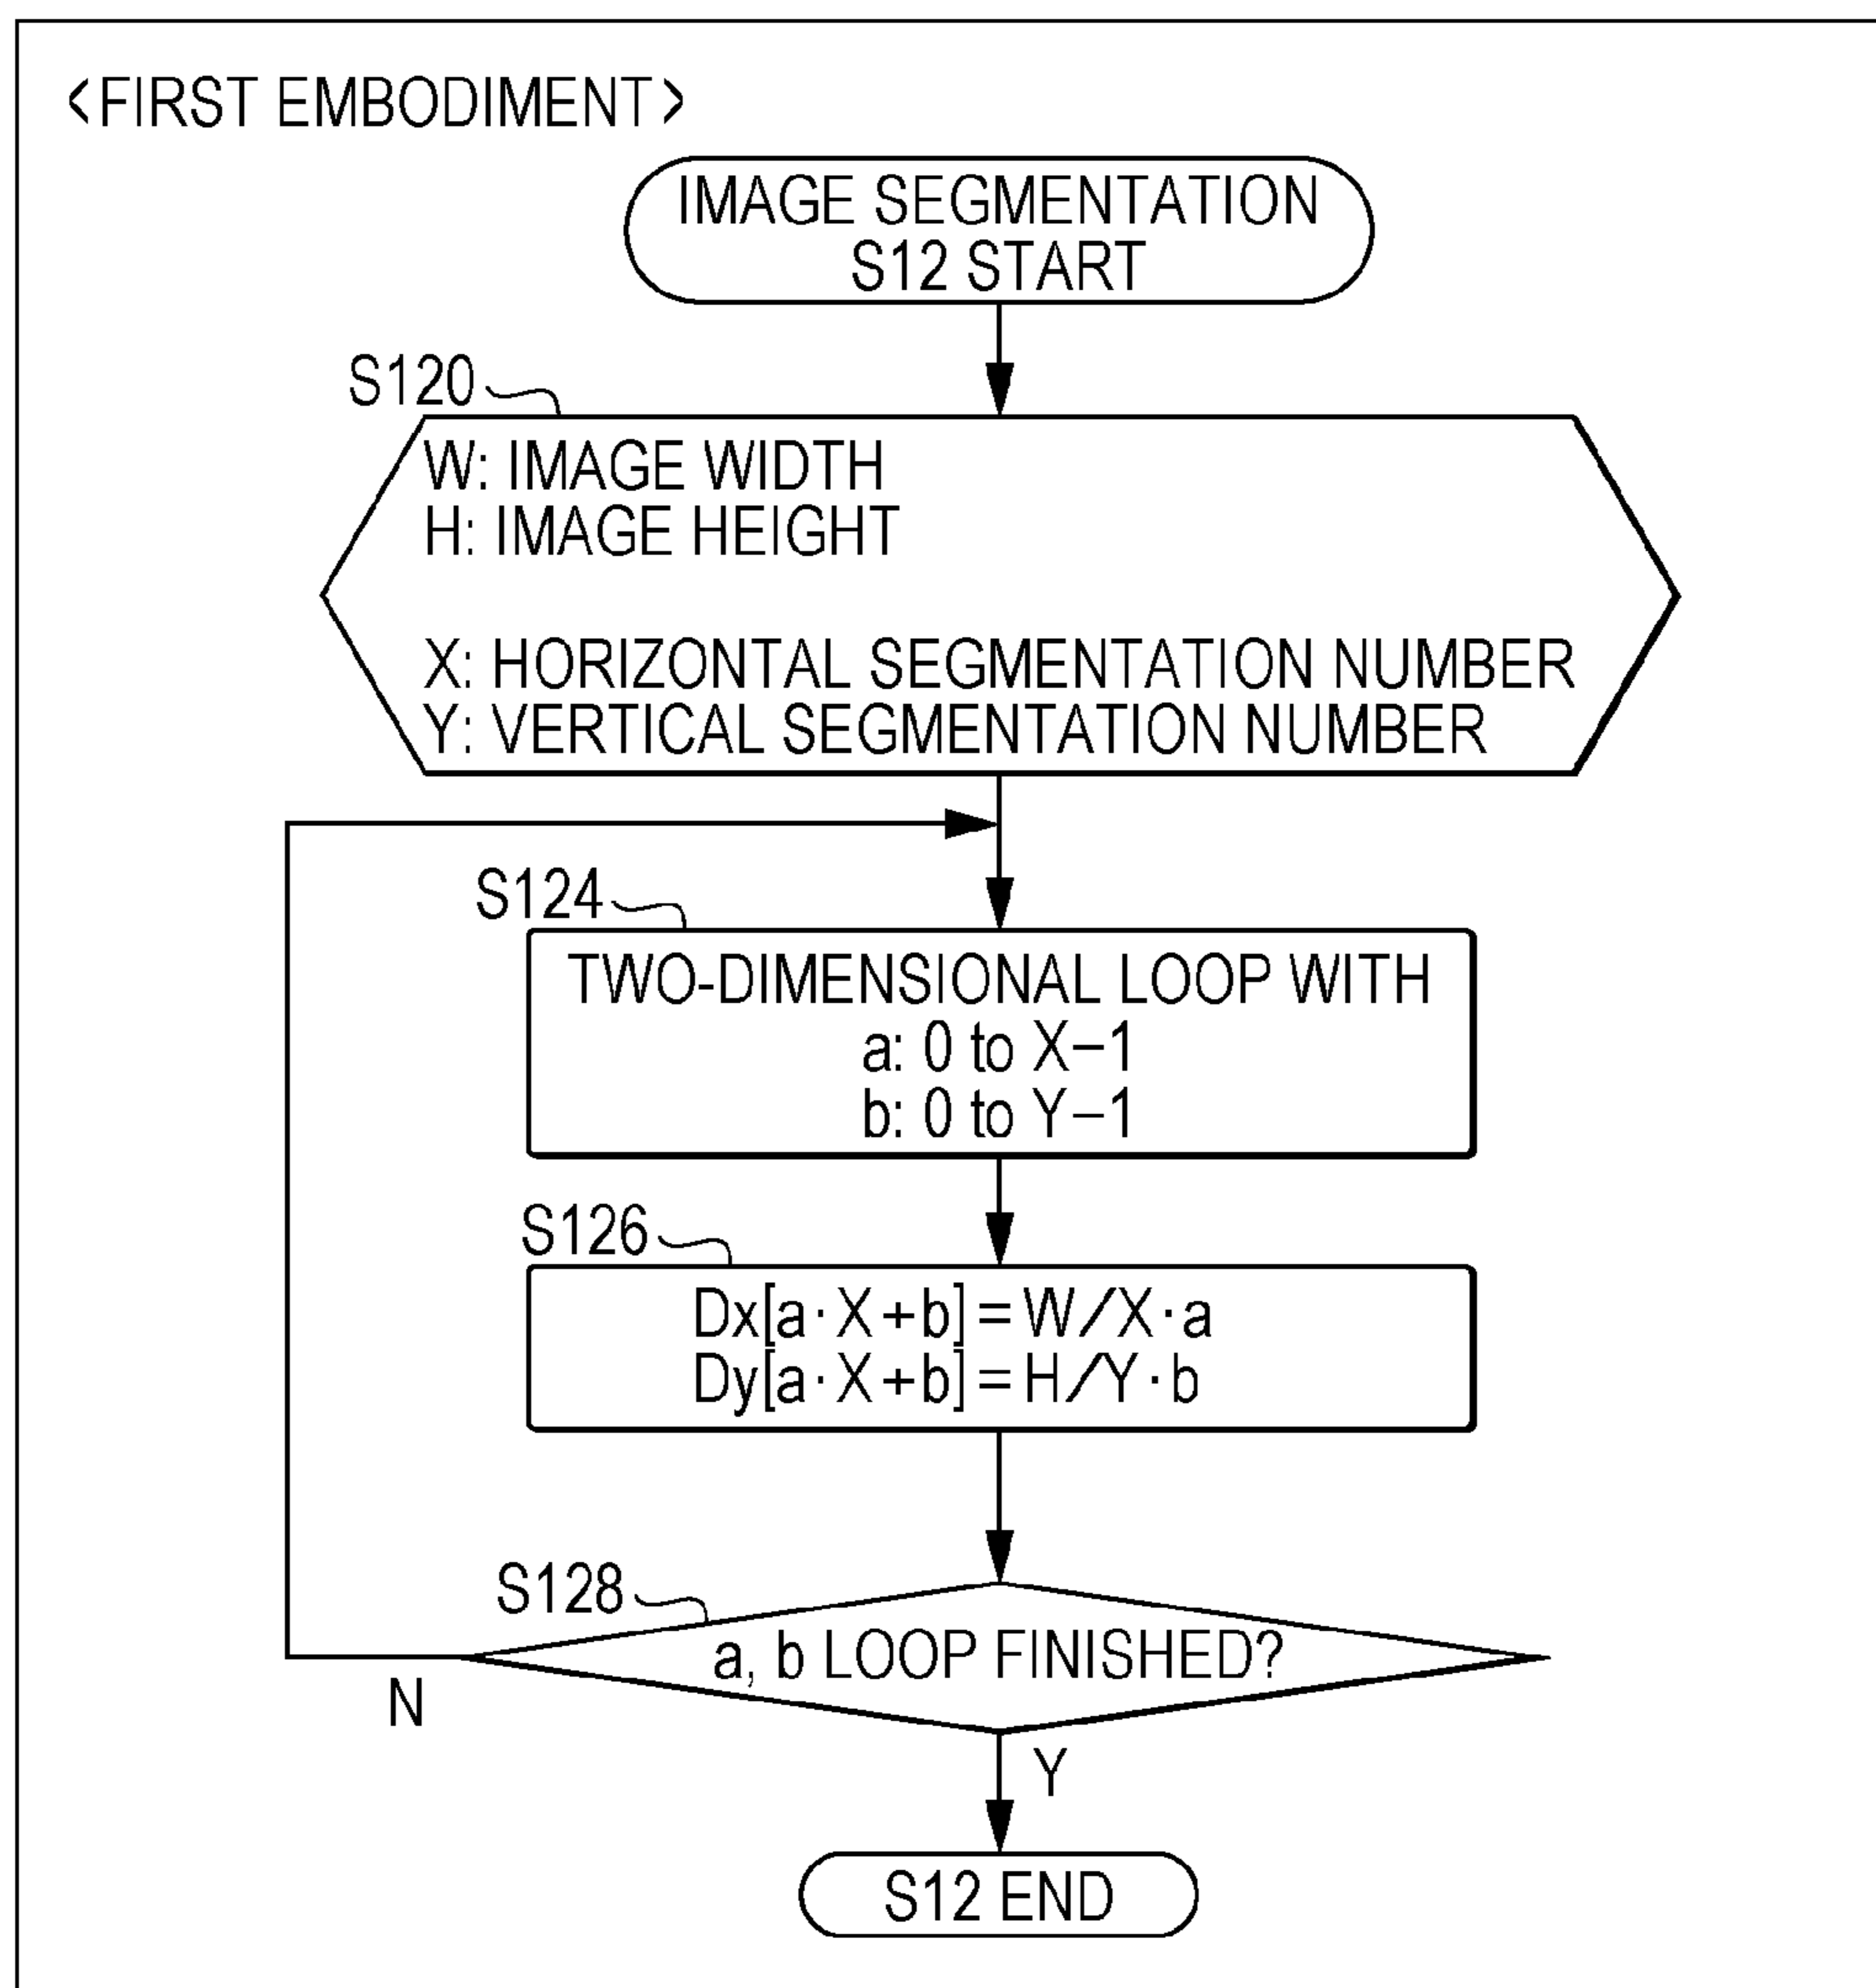 <FIRST EMBODIMENT>
IMAGE SEGMENTATION
S12 START
S120
W: IMAGE WIDTH
H: IMAGE HEIGHT
X: HORIZONTAL SEGMENTATION NUMBER
Y: VERTICAL SEGMENTATION NUMBER
S124
TWO-DIMENSIONAL LOOP WITH
a: 0 to X−1
b: 0 to Y−1
S126
Dx[a·X+b]=W/X·a
Dy[a·X+b]=H/Y·b
S128
a, b LOOP FINISHED?
N
Y
S12 END